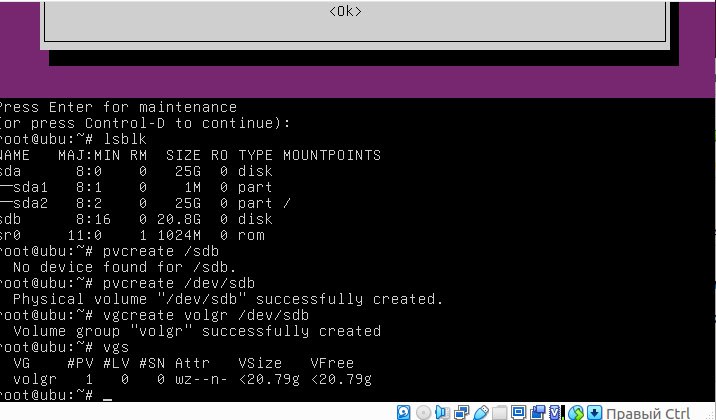 <Ok>
Press Enter for maintenance
(or press Control-D to continue):
root@ubu:~# lsblk
NAME   MAJ:MIN RM   SIZE RO TYPE MOUNTPOINTS
sda      8:0    0    25G  0 disk
├─sda1   8:1    0     1M  0 part
└─sda2   8:2    0    25G  0 part /
sdb      8:16   0  20.8G  0 disk
sr0     11:0    1  1024M  0 rom
root@ubu:~# pvcreate /sdb
  No device found for /sdb.
root@ubu:~# pvcreate /dev/sdb
  Physical volume "/dev/sdb" successfully created.
root@ubu:~# vgcreate volgr /dev/sdb
  Volume group "volgr" successfully created
root@ubu:~# vgs
  VG    #PV #LV #SN Attr   VSize   VFree
  volgr   1   0   0 wz--n- <20.79g <20.79g
root@ubu:~# _
Правый Ctrl